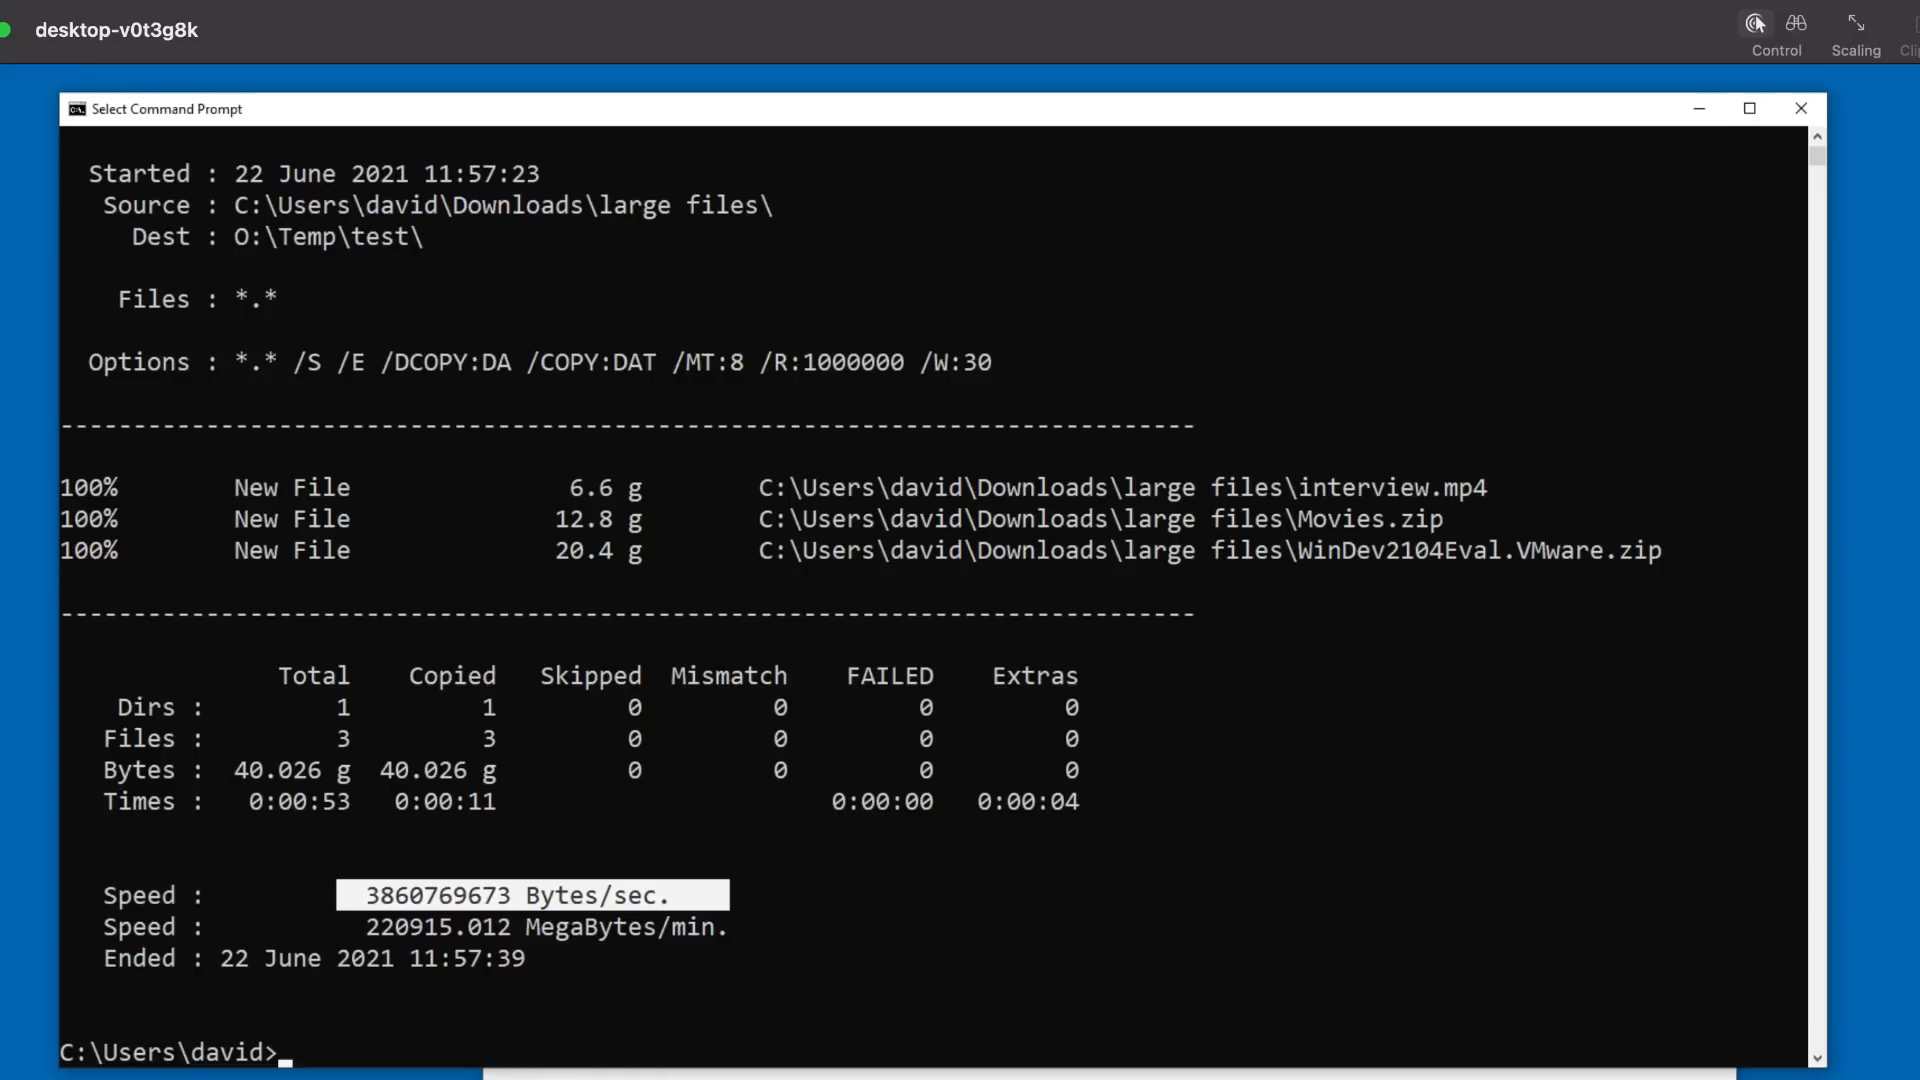 desktop-v0t3g8k
Control
Scaling
Select Command Prompt
Started : 22 June 2021 11:57:23
Source : C:\Users\david\Downloads\large files\
Dest : O:\Temp\test\
Files : *.*
Options : *.* /S /E /DCOPY:DA /COPY:DAT /MT:8 /R:1000000 /W:30
------------------------------------------------------------------------------
100% New File 6.6 g C:\Users\david\Downloads\large files\interview.mp4
100% New File 12.8 g C:\Users\david\Downloads\large files\Movies.zip
100% New File 20.4 g C:\Users\david\Downloads\large files\WinDev2104Eval.VMware.zip
------------------------------------------------------------------------------
Total Copied Skipped Mismatch FAILED Extras
Dirs : 1 1 0 0 0 0
Files : 3 3 0 0 0 0
Bytes : 40.026 g 40.026 g 0 0 0 0
Times : 0:00:53 0:00:11 0:00:00 0:00:04
Speed : 3860769673 Bytes/sec.
Speed : 220915.012 MegaBytes/min.
Ended : 22 June 2021 11:57:39
C:\Users\david>